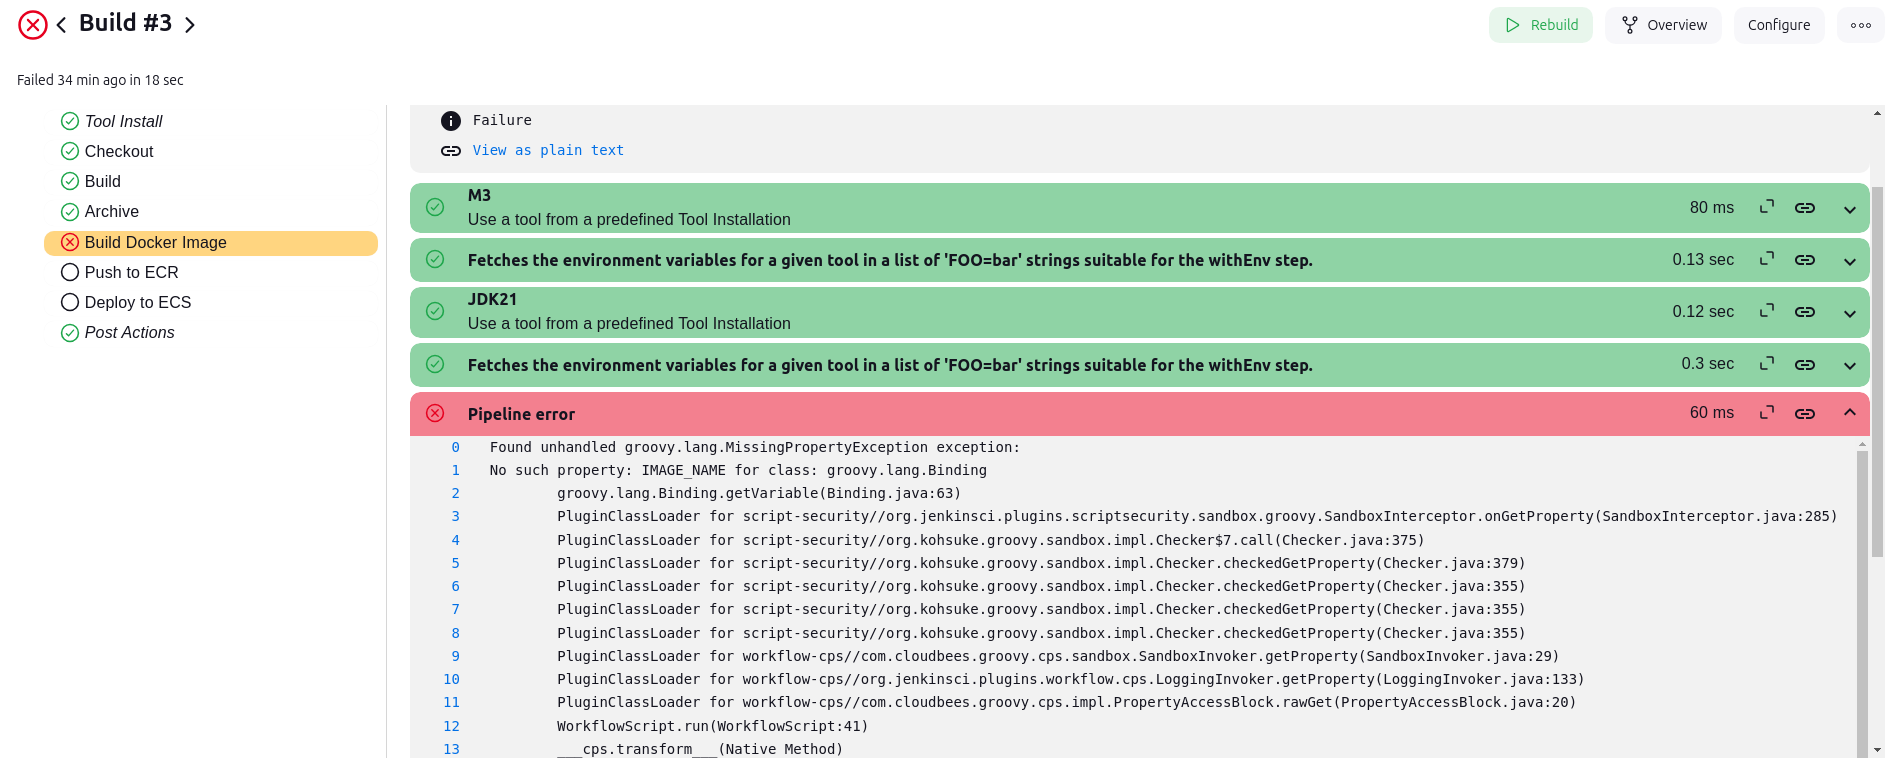 Build #3
Rebuild
Overview
Configure
Failed 34 min ago in 18 sec
Tool Install
Checkout
Build
Archive
Build Docker Image
Push to ECR
Deploy to ECS
Post Actions
Failure
View as plain text
M3
Use a tool from a predefined Tool Installation
80 ms
Fetches the environment variables for a given tool in a list of 'FOO=bar' strings suitable for the withEnv step.
0.13 sec
JDK21
Use a tool from a predefined Tool Installation
0.12 sec
Fetches the environment variables for a given tool in a list of 'FOO=bar' strings suitable for the withEnv step.
0.3 sec
Pipeline error
60 ms
0 Found unhandled groovy.lang.MissingPropertyException exception:
1 No such property: IMAGE_NAME for class: groovy.lang.Binding
2 groovy.lang.Binding.getVariable(Binding.java:63)
3 PluginClassLoader for script-security//org.jenkinsci.plugins.scriptsecurity.sandbox.groovy.SandboxInterceptor.onGetProperty(SandboxInterceptor.java:285)
4 PluginClassLoader for script-security//org.kohsuke.groovy.sandbox.impl.Checker$7.call(Checker.java:375)
5 PluginClassLoader for script-security//org.kohsuke.groovy.sandbox.impl.Checker.checkedGetProperty(Checker.java:379)
6 PluginClassLoader for script-security//org.kohsuke.groovy.sandbox.impl.Checker.checkedGetProperty(Checker.java:355)
7 PluginClassLoader for script-security//org.kohsuke.groovy.sandbox.impl.Checker.checkedGetProperty(Checker.java:355)
8 PluginClassLoader for script-security//org.kohsuke.groovy.sandbox.impl.Checker.checkedGetProperty(Checker.java:355)
9 PluginClassLoader for workflow-cps//com.cloudbees.groovy.cps.sandbox.SandboxInvoker.getProperty(SandboxInvoker.java:29)
10 PluginClassLoader for workflow-cps//org.jenkinsci.plugins.workflow.cps.LoggingInvoker.getProperty(LoggingInvoker.java:133)
11 PluginClassLoader for workflow-cps//com.cloudbees.groovy.cps.impl.PropertyAccessBlock.rawGet(PropertyAccessBlock.java:20)
12 WorkflowScript.run(WorkflowScript:41)
13 ___cps.transform___(Native Method)